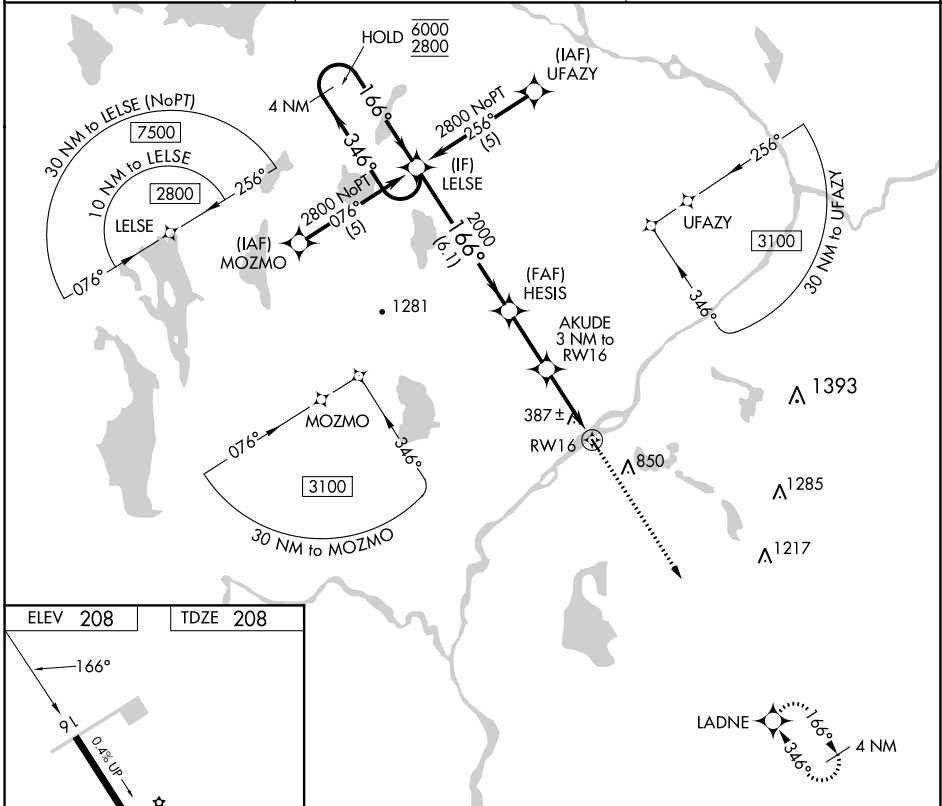 HOLD 6000
2800
(IAF)
UFAZY
4 NM
166°
346°
2800 NoPT
256°
(5)
(IF)
LELSE
30 NM to LELSE (NoPT)
7500
10 NM to LELSE
2800
256°
LELSE
076°
2800 NoPT
076°
(5)
(IAF)
MOZMO
2000
166°
(6.1)
256°
UFAZY
3100
30 NM to UFAZY
346°
(FAF)
HESIS
1281
AKUDE
3 NM to
RW16
MOZMO
076°
346°
3100
30 NM to MOZMO
387±
RW16
850
1393
1285
1217
ELEV 208
TDZE 208
166°
16
0.4% UP
LADNE
166°
346°
4 NM